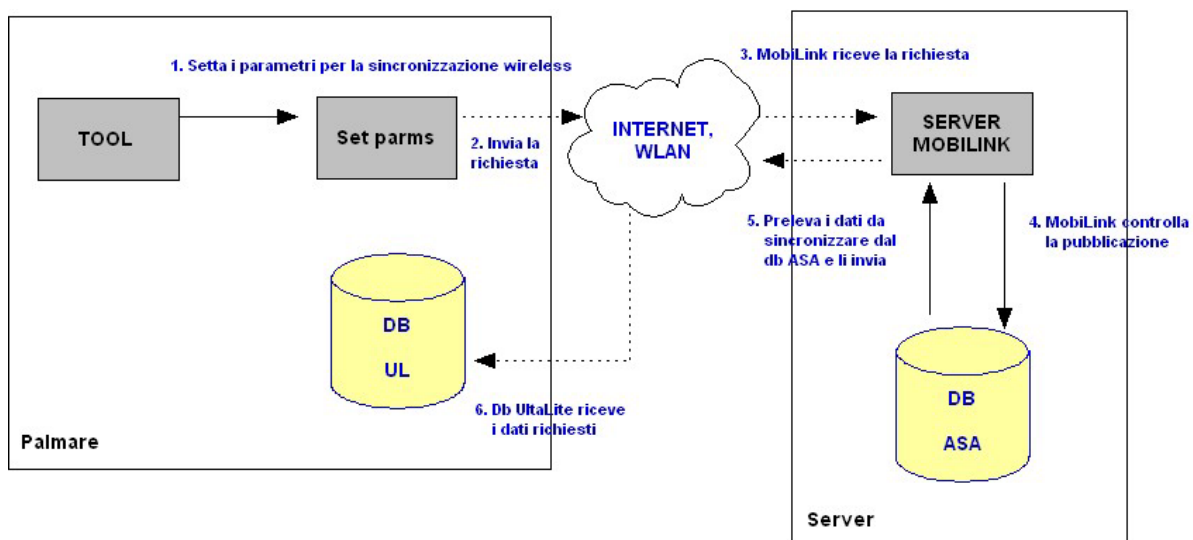 1. Setta i parametri per la sincronizzazione wireless
3. MobiLink riceve la richiesta
TOOL
Set parms
2. Invia la
richiesta
INTERNET,
WLAN
SERVER
MOBILINK
5. Preleva i dati da
sincronizzare dal
db ASA e li invia
4. MobiLink controlla
la pubblicazione
DB
UL
6. Db UltaLite riceve
i dati richiesti
DB
ASA
Palmare
Server